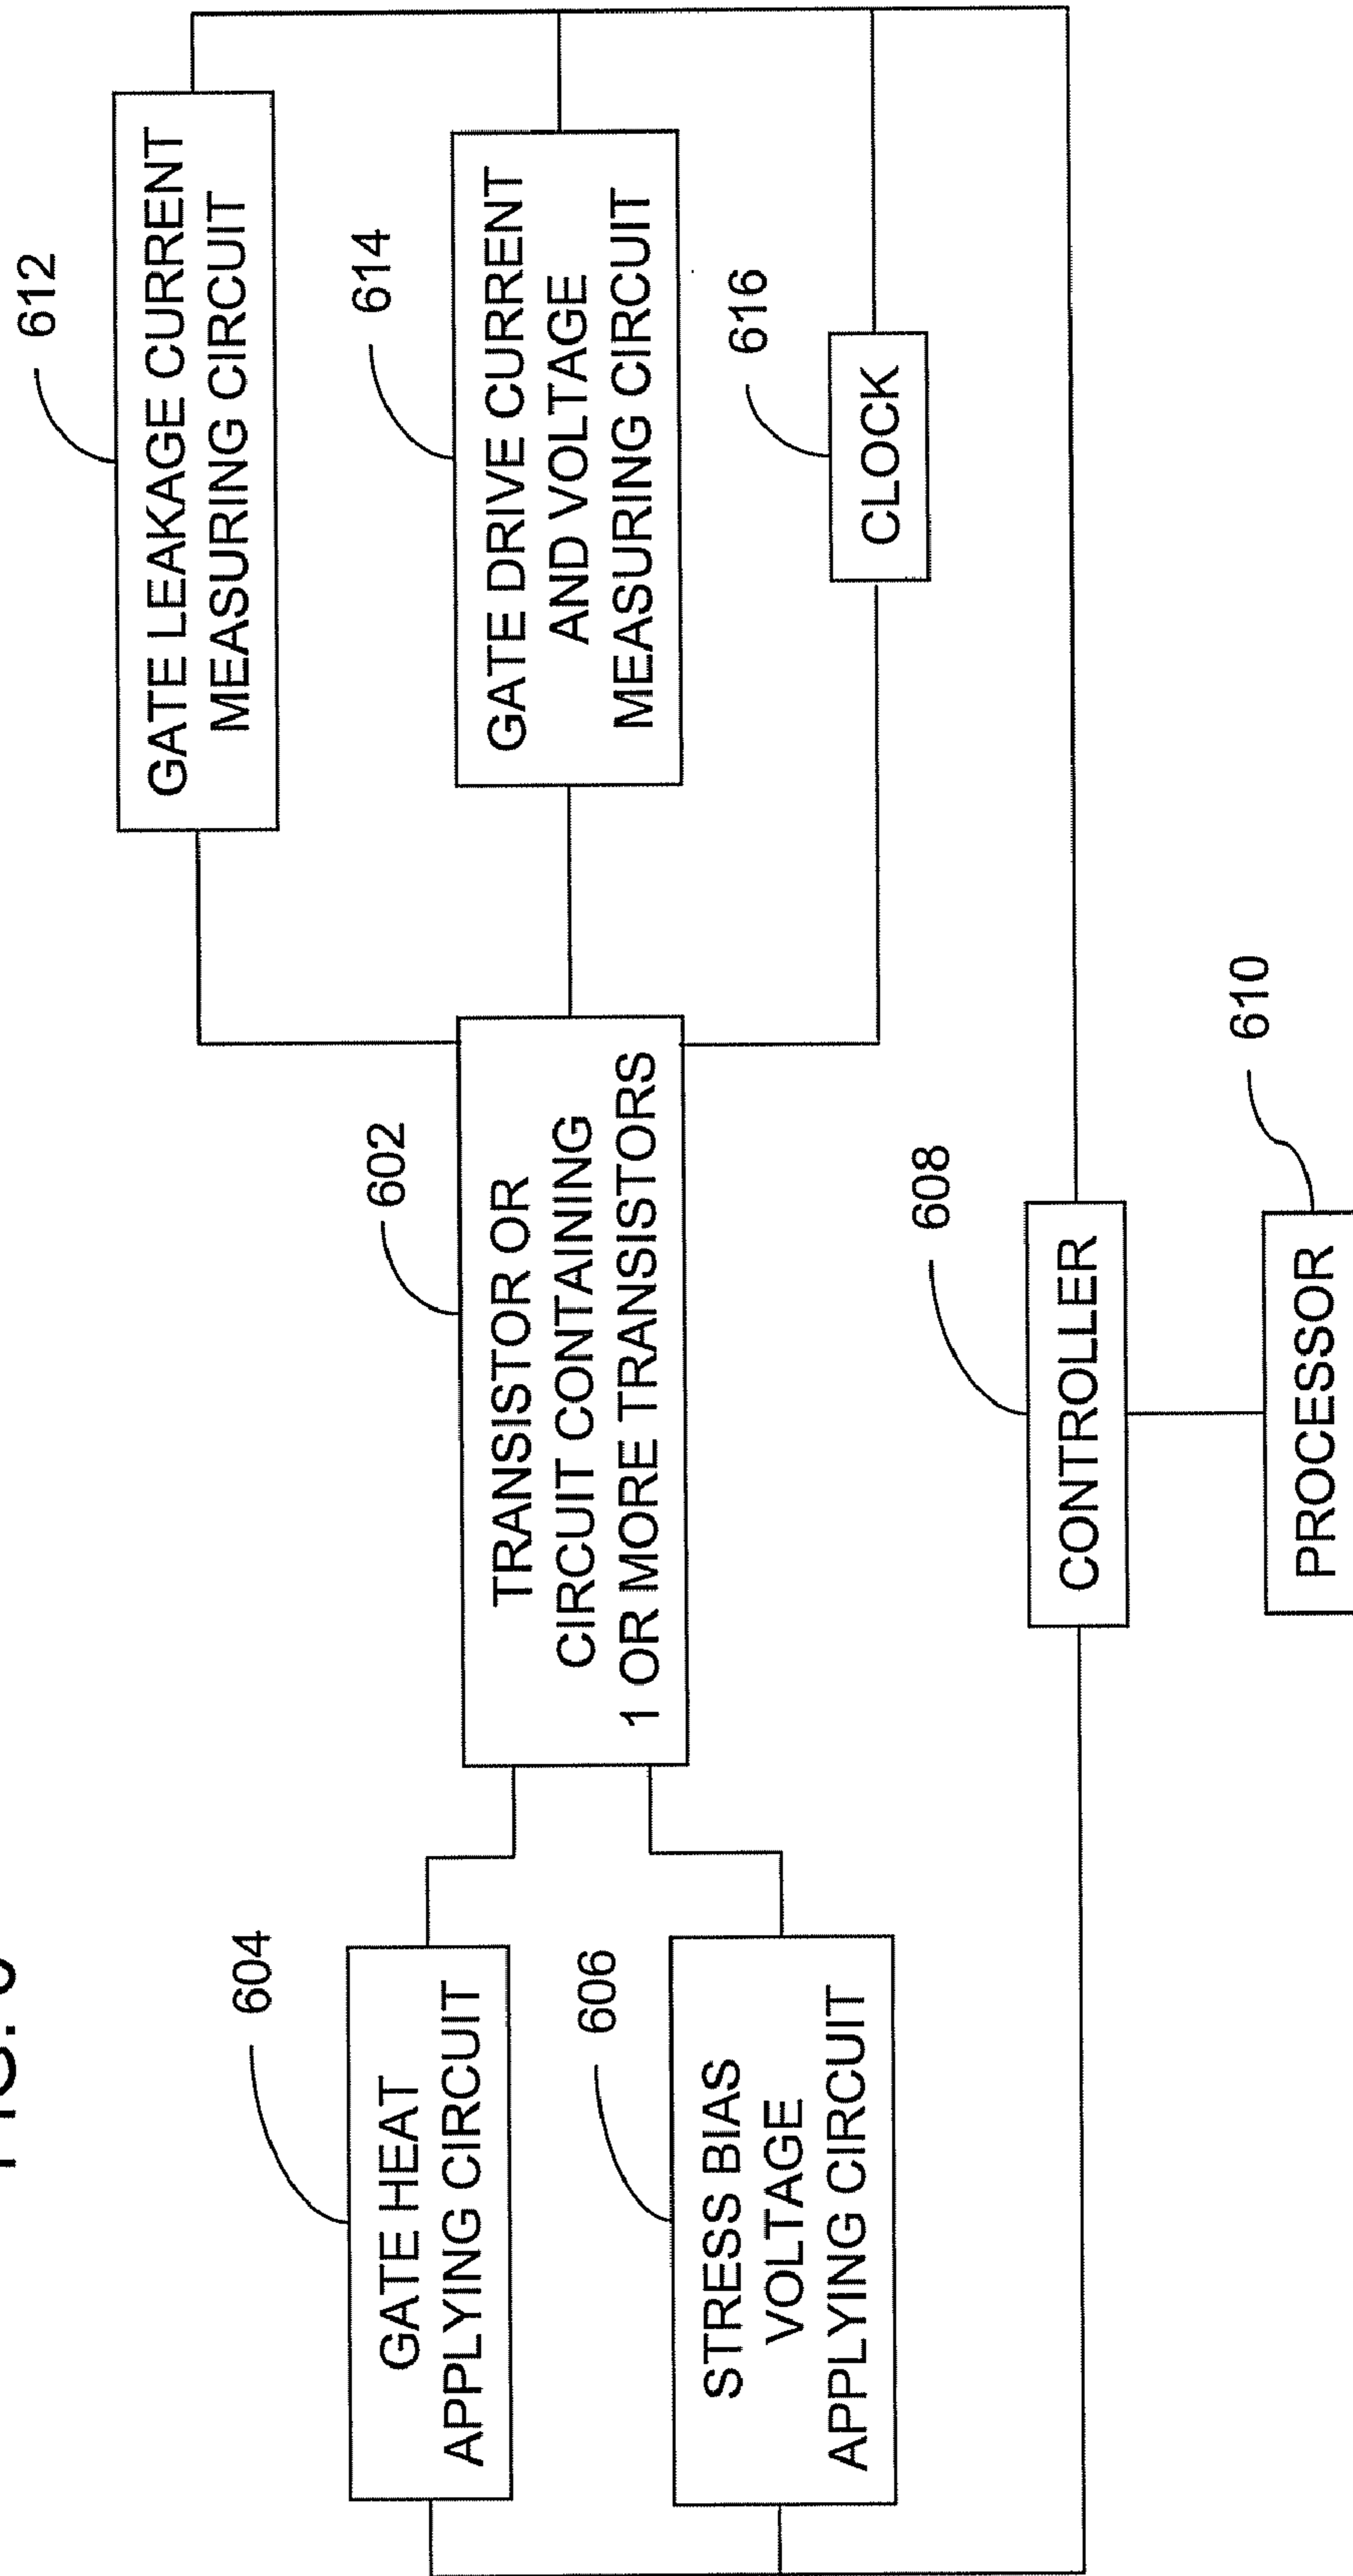 604
GATE HEAT
APPLYING CIRCUIT
606
STRESS BIAS
VOLTAGE
APPLYING CIRCUIT
602
TRANSISTOR OR
CIRCUIT CONTAINING
1 OR MORE TRANSISTORS
612
GATE LEAKAGE CURRENT
MEASURING CIRCUIT
614
GATE DRIVE CURRENT
AND VOLTAGE
MEASURING CIRCUIT
616
CLOCK
608
CONTROLLER
610
PROCESSOR